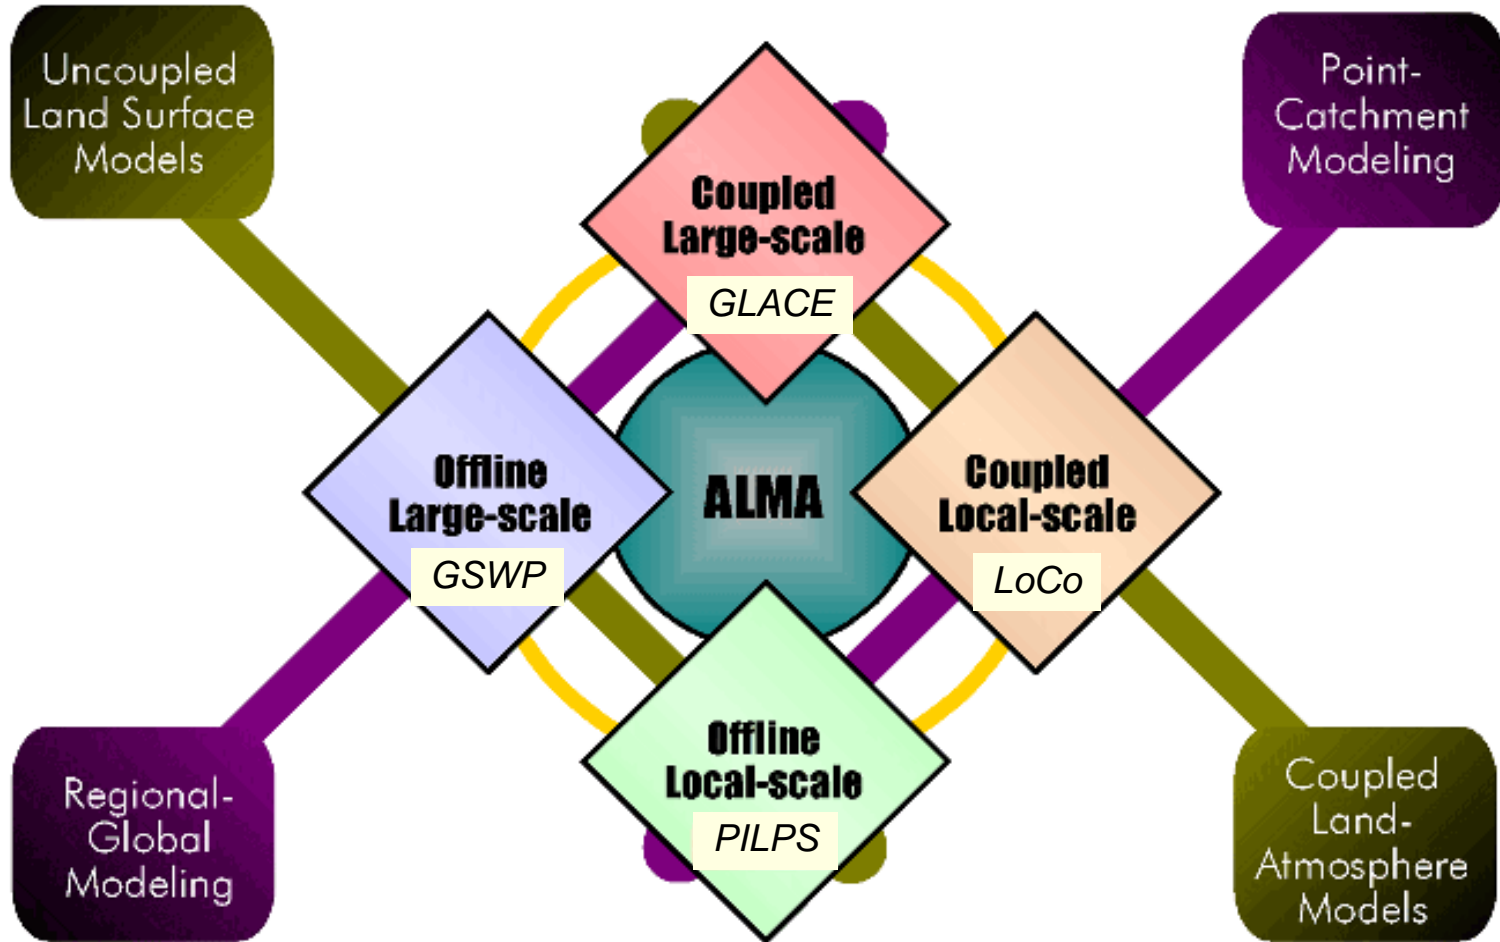 Uncoupled
Land Surface
Models
Point-
Catchment
Modeling
Coupled
Large-scale
GLACE
Offline
Large-scale
GSWP
ALMA
Coupled
Local-scale
LoCo
Offline
Local-scale
PILPS
Regional-
Global
Modeling
Coupled
Land-
Atmosphere
Models